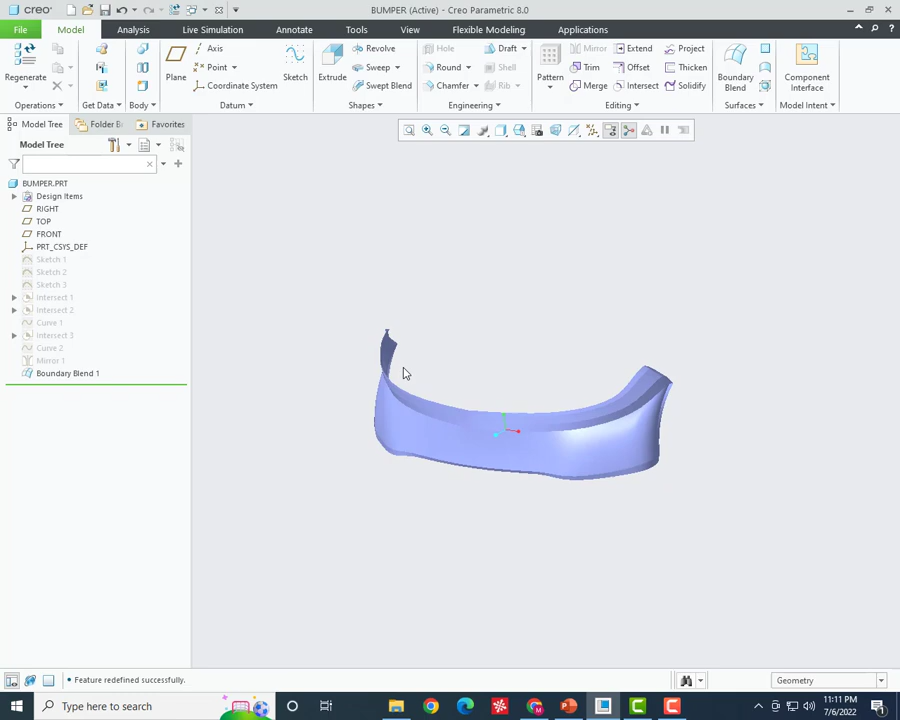 creo BUMPER (Active) - Creo Parametric 8.0
File Model Analysis Live Simulation Annotate Tools View Flexible Modeling Applications
Regenerate
Operations
Get Data
Body
Plane
Axis
Point
Coordinate System
Sketch
Datum
Extrude
Revolve
Sweep
Swept Blend
Shapes
Hole
Round
Chamfer
Draft
Shell
Rib
Engineering
Pattern
Mirror
Trim
Merge
Extend
Offset
Intersect
Project
Thicken
Solidify
Editing
Boundary
Blend
Surfaces
Component
Interface
Model Intent
Model Tree Folder Br Favorites
Model Tree
BUMPER.PRT
Design Items
RIGHT
TOP
FRONT
PRT_CSYS_DEF
Sketch 1
Sketch 2
Sketch 3
Intersect 1
Intersect 2
Curve 1
Intersect 3
Curve 2
Mirror 1
Boundary Blend 1
Feature redefined successfully.
Geometry
Type here to search
11:11 PM
7/6/2022
1